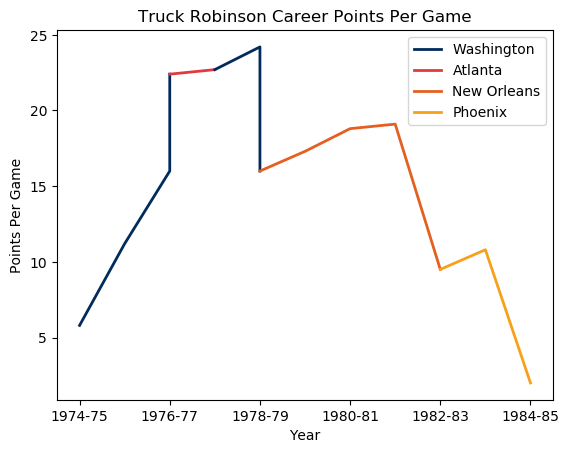 Truck Robinson Career Points Per Game
25
20
15
10
5
Points Per Game
Washington
Atlanta
New Orleans
Phoenix
1974-75 1976-77 1978-79 1980-81 1982-83 1984-85
Year